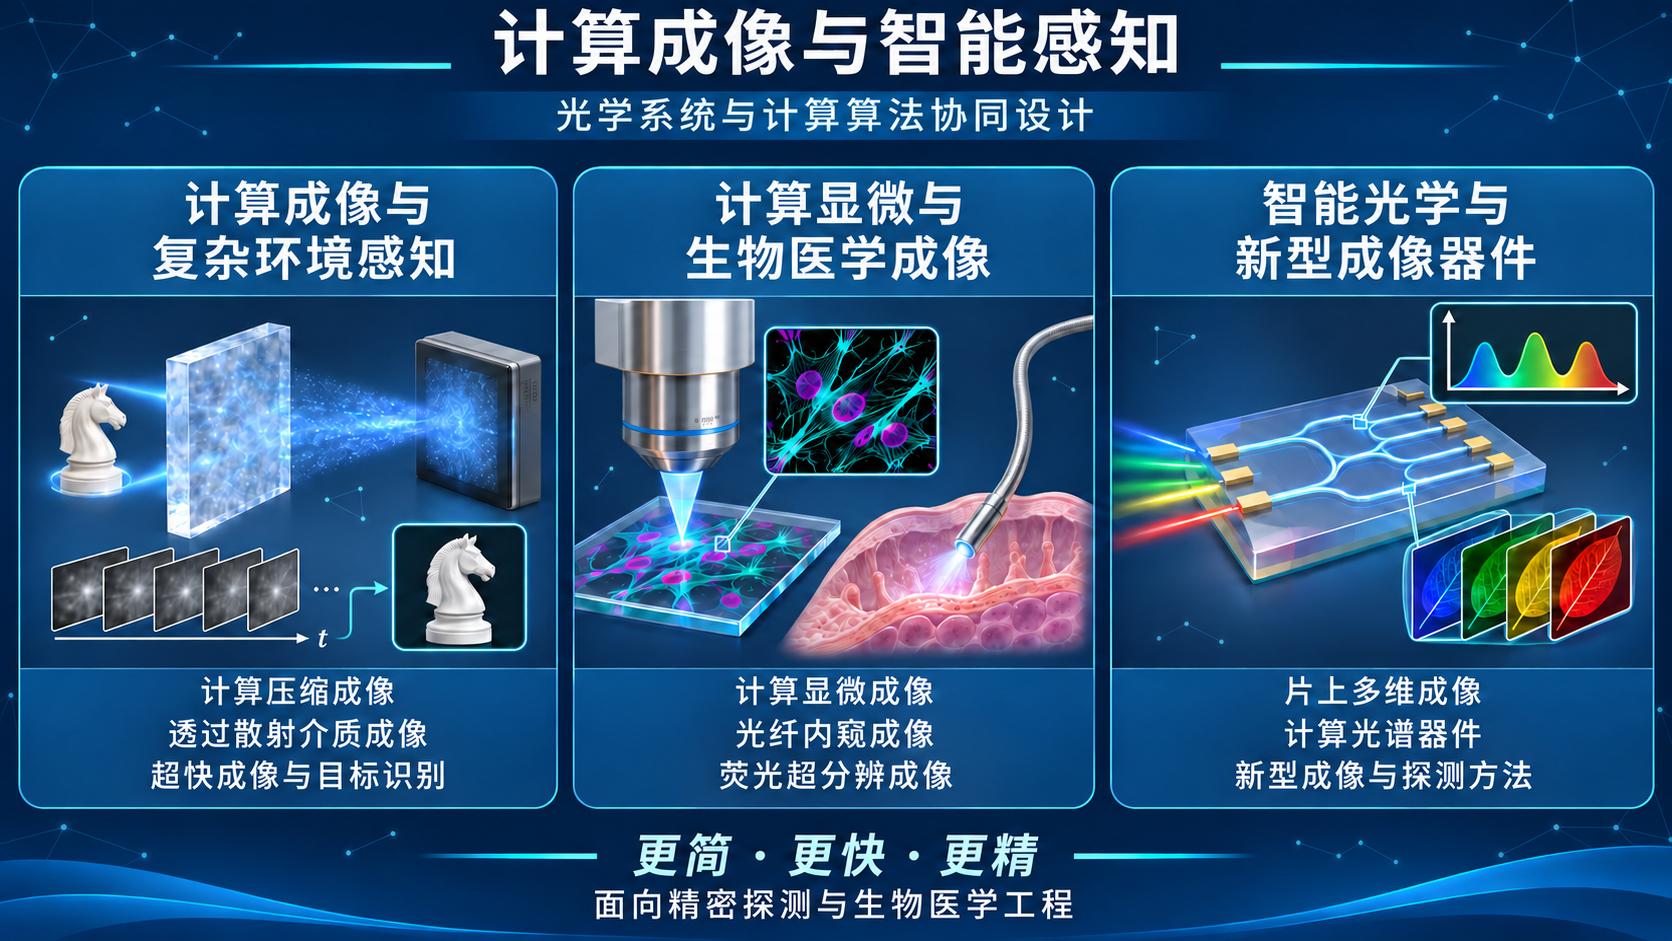 计算成像与智能感知
光学系统与计算算法协同设计
计算成像与
复杂环境感知
… t
计算压缩成像
透过散射介质成像
超快成像与目标识别
计算显微与
生物医学成像
计算显微成像
光纤内窥成像
荧光超分辨成像
智能光学与
新型成像器件
片上多维成像
计算光谱器件
新型成像与探测方法
更简 · 更快 · 更精
面向精密探测与生物医学工程